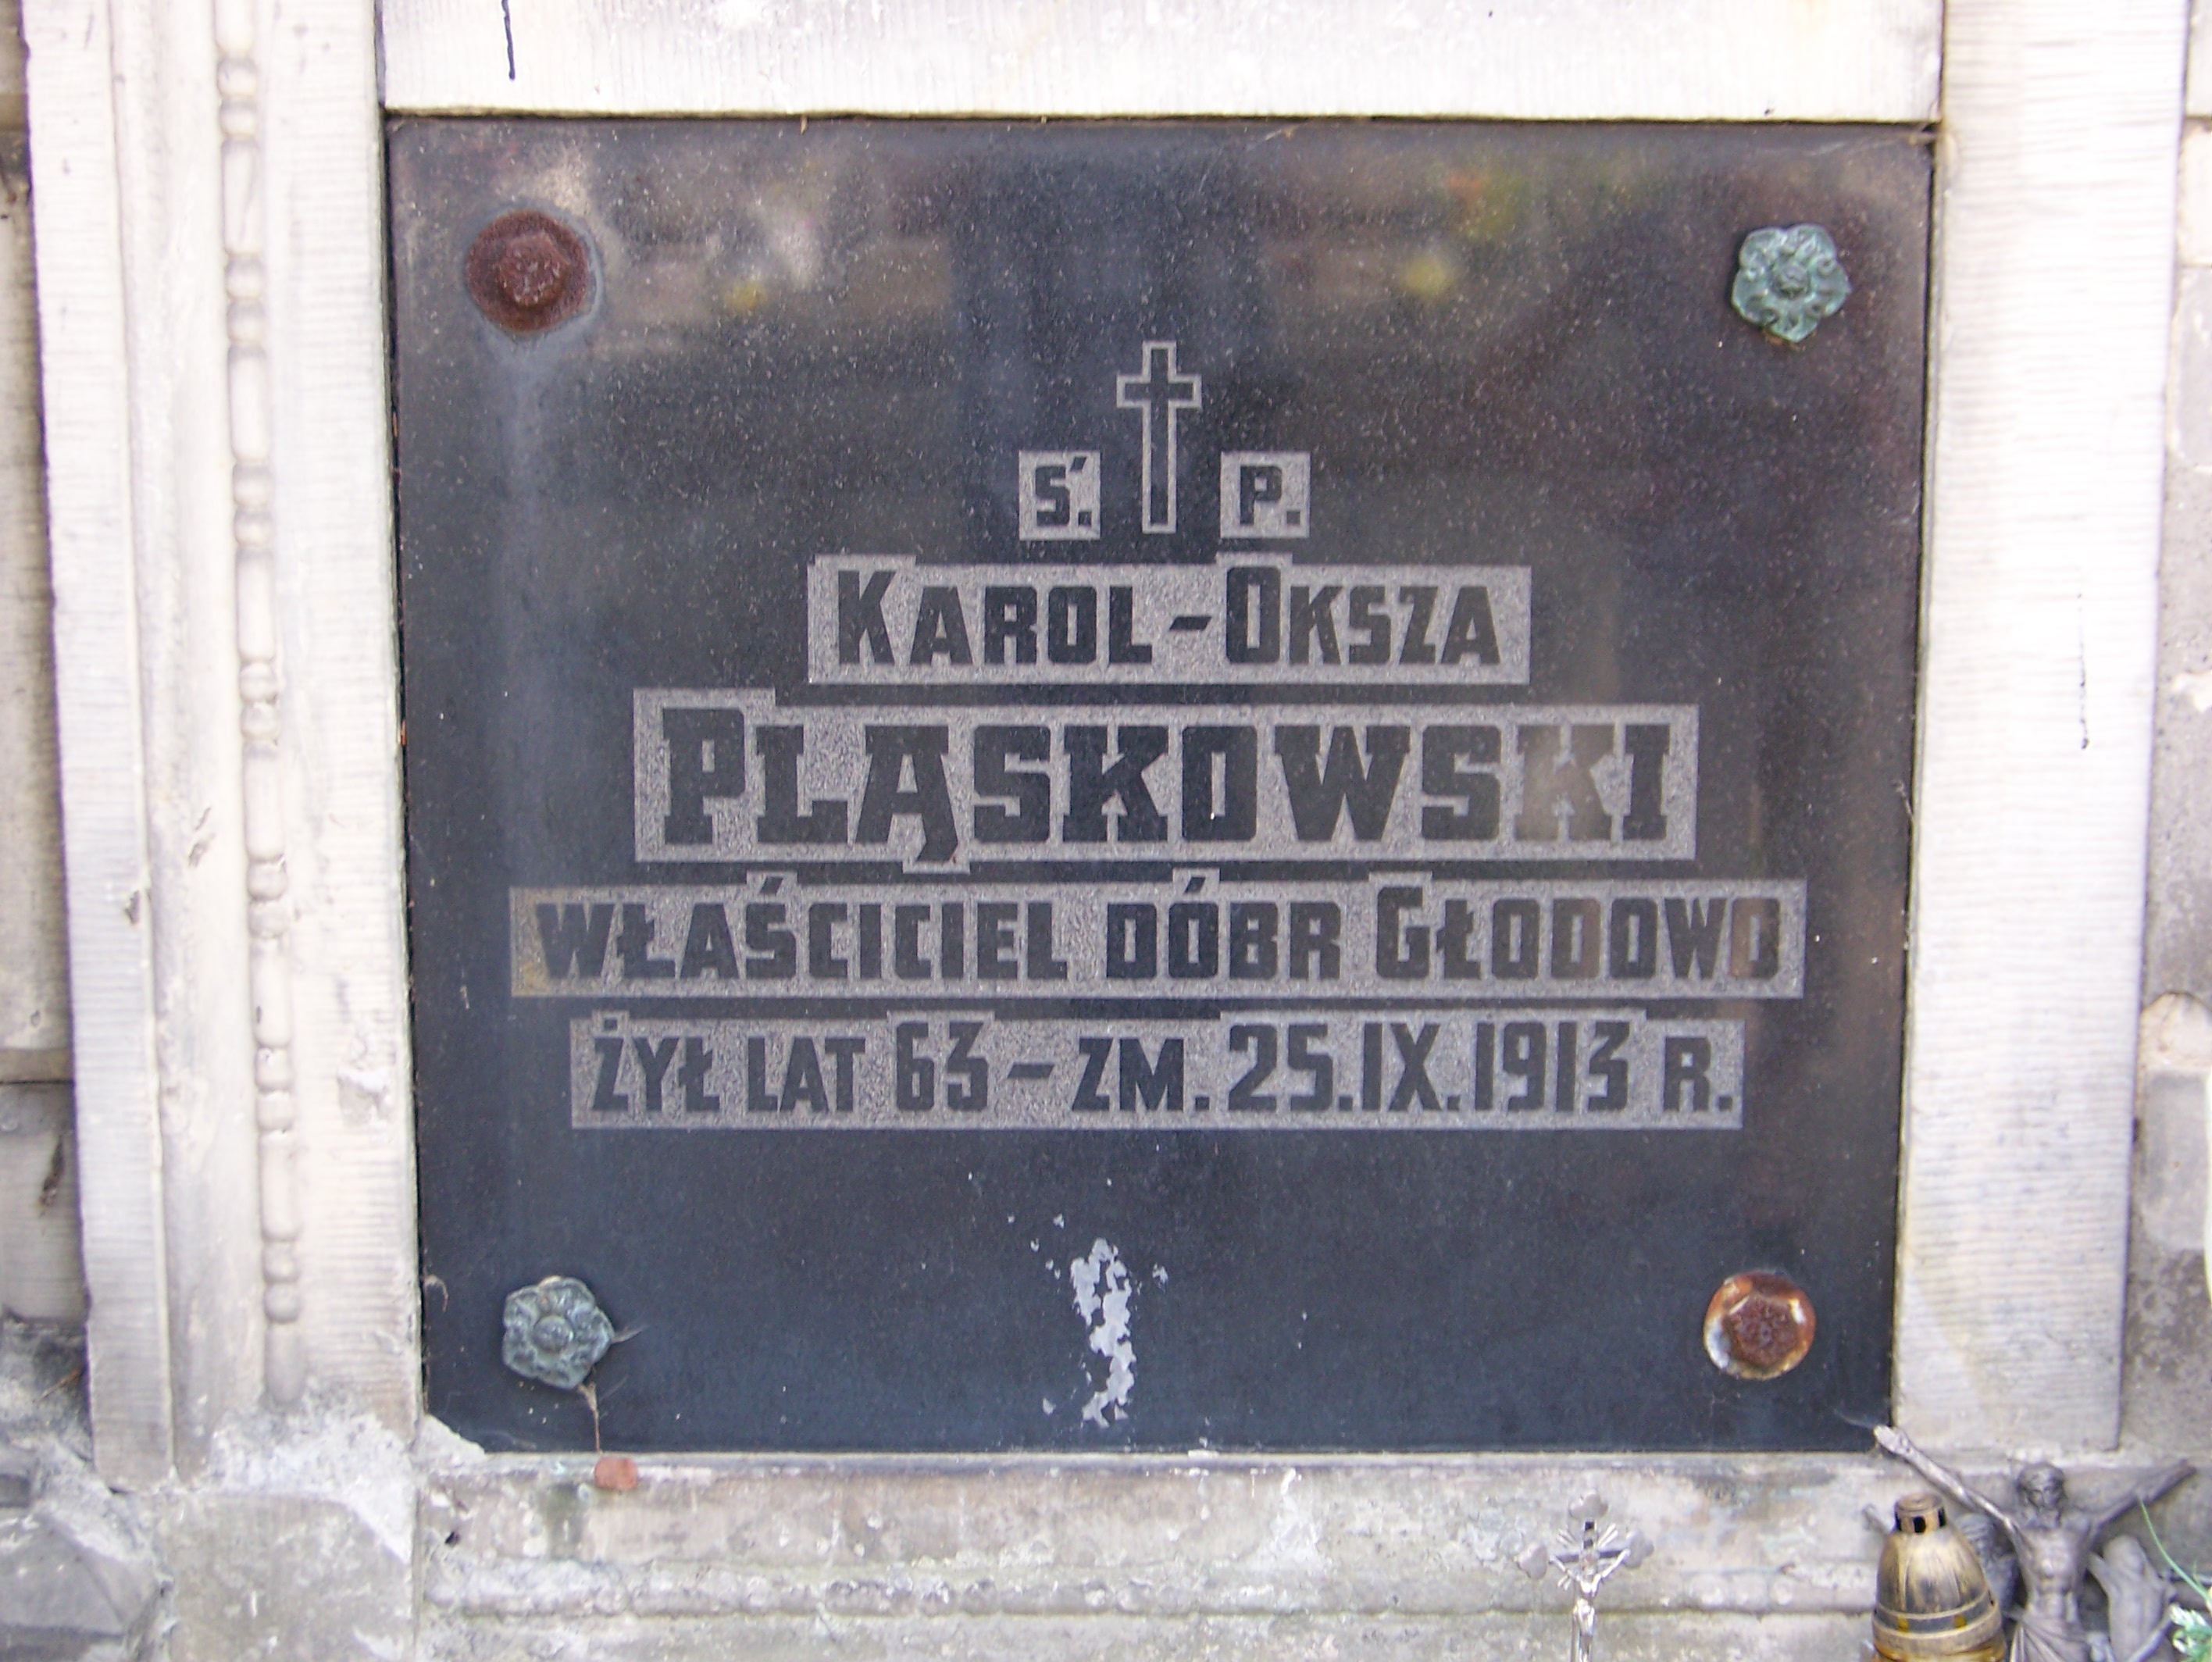 Ś. P.
KAROL-OKSZA
PLĄSKOWSKI
WŁAŚCICIEL DÓBR GŁODOWO
ŻYŁ LAT 63 - ZM. 25.IX.1913 R.